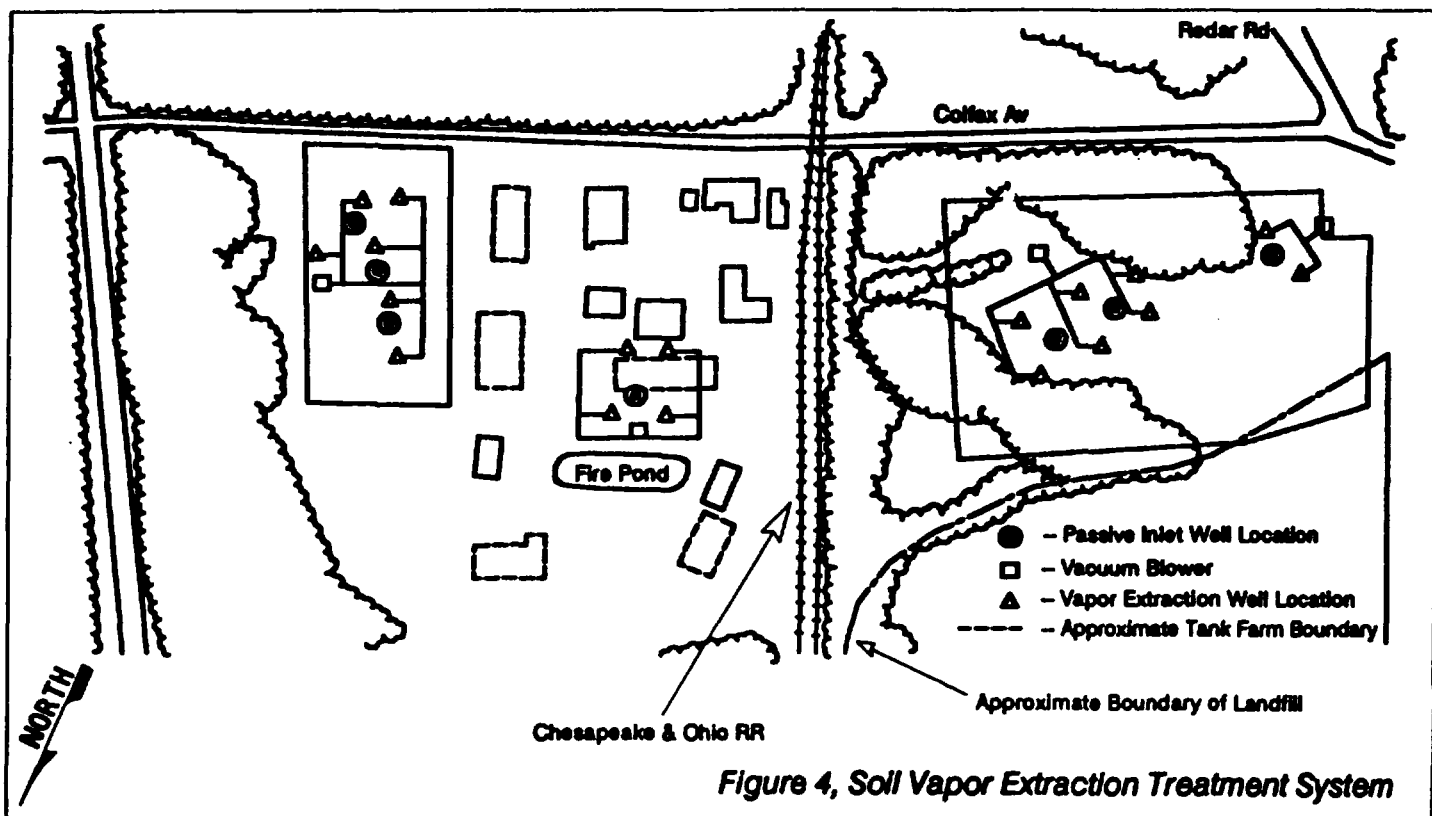 Redar Rd
Colfax Av
Fire Pond
– Passive Inlet Well Location
– Vacuum Blower
– Vapor Extraction Well Location
– Approximate Tank Farm Boundary
Approximate Boundary of Landfill
Chesapeake & Ohio RR
NORTH
Figure 4, Soil Vapor Extraction Treatment System